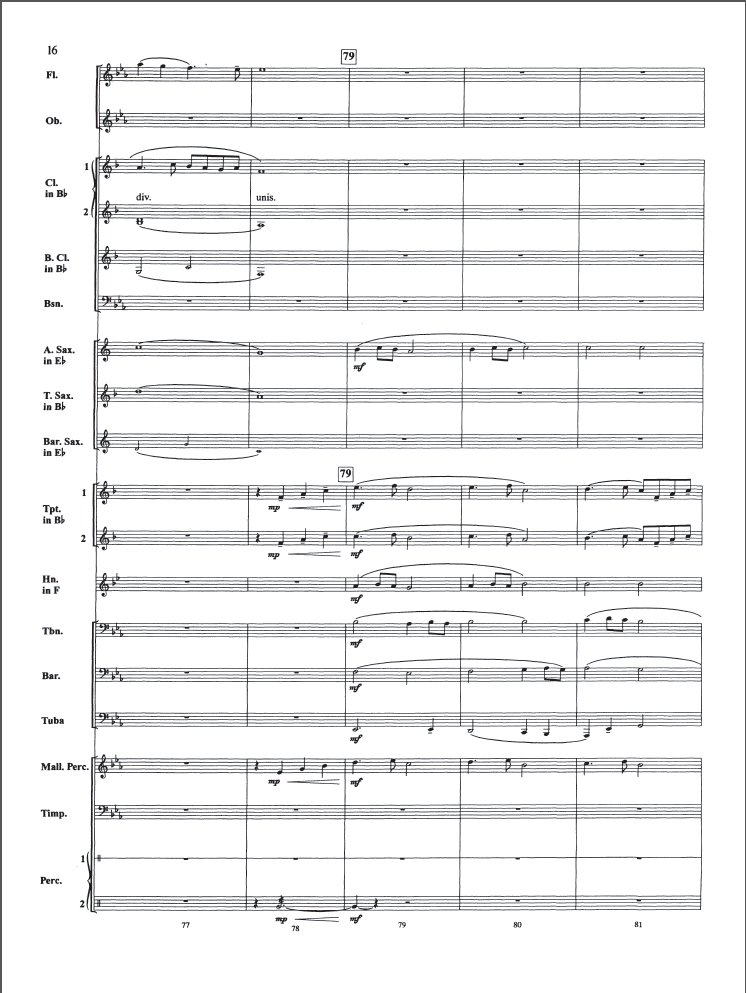 16
79
Fl.
Ob.
1
Cl.
in B♭
div.
unis.
2
B. Cl.
in B♭
Bsn.
A. Sax.
in E♭
mf
T. Sax.
in B♭
Bar. Sax.
in E♭
79
1
mp
mf
Tpt.
in B♭
2
mp
mf
Hn.
in F
mf
Tbn.
mf
Bar.
mf
Tuba
mf
Mall. Perc.
mp
mf
Timp.
1
Perc.
2
mp
mf
77
78
79
80
81